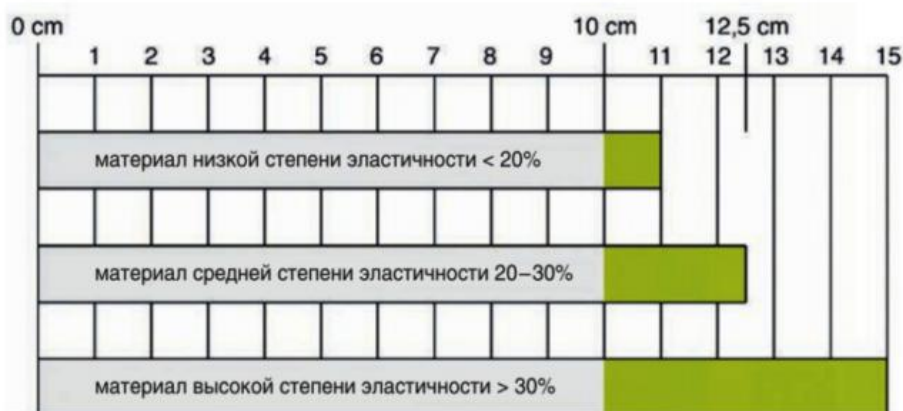 0 cm 10 cm 12,5 cm
1 2 3 4 5 6 7 8 9 11 12 13 14 15
материал низкой степени эластичности < 20%
материал средней степени эластичности 20–30%
материал высокой степени эластичности > 30%